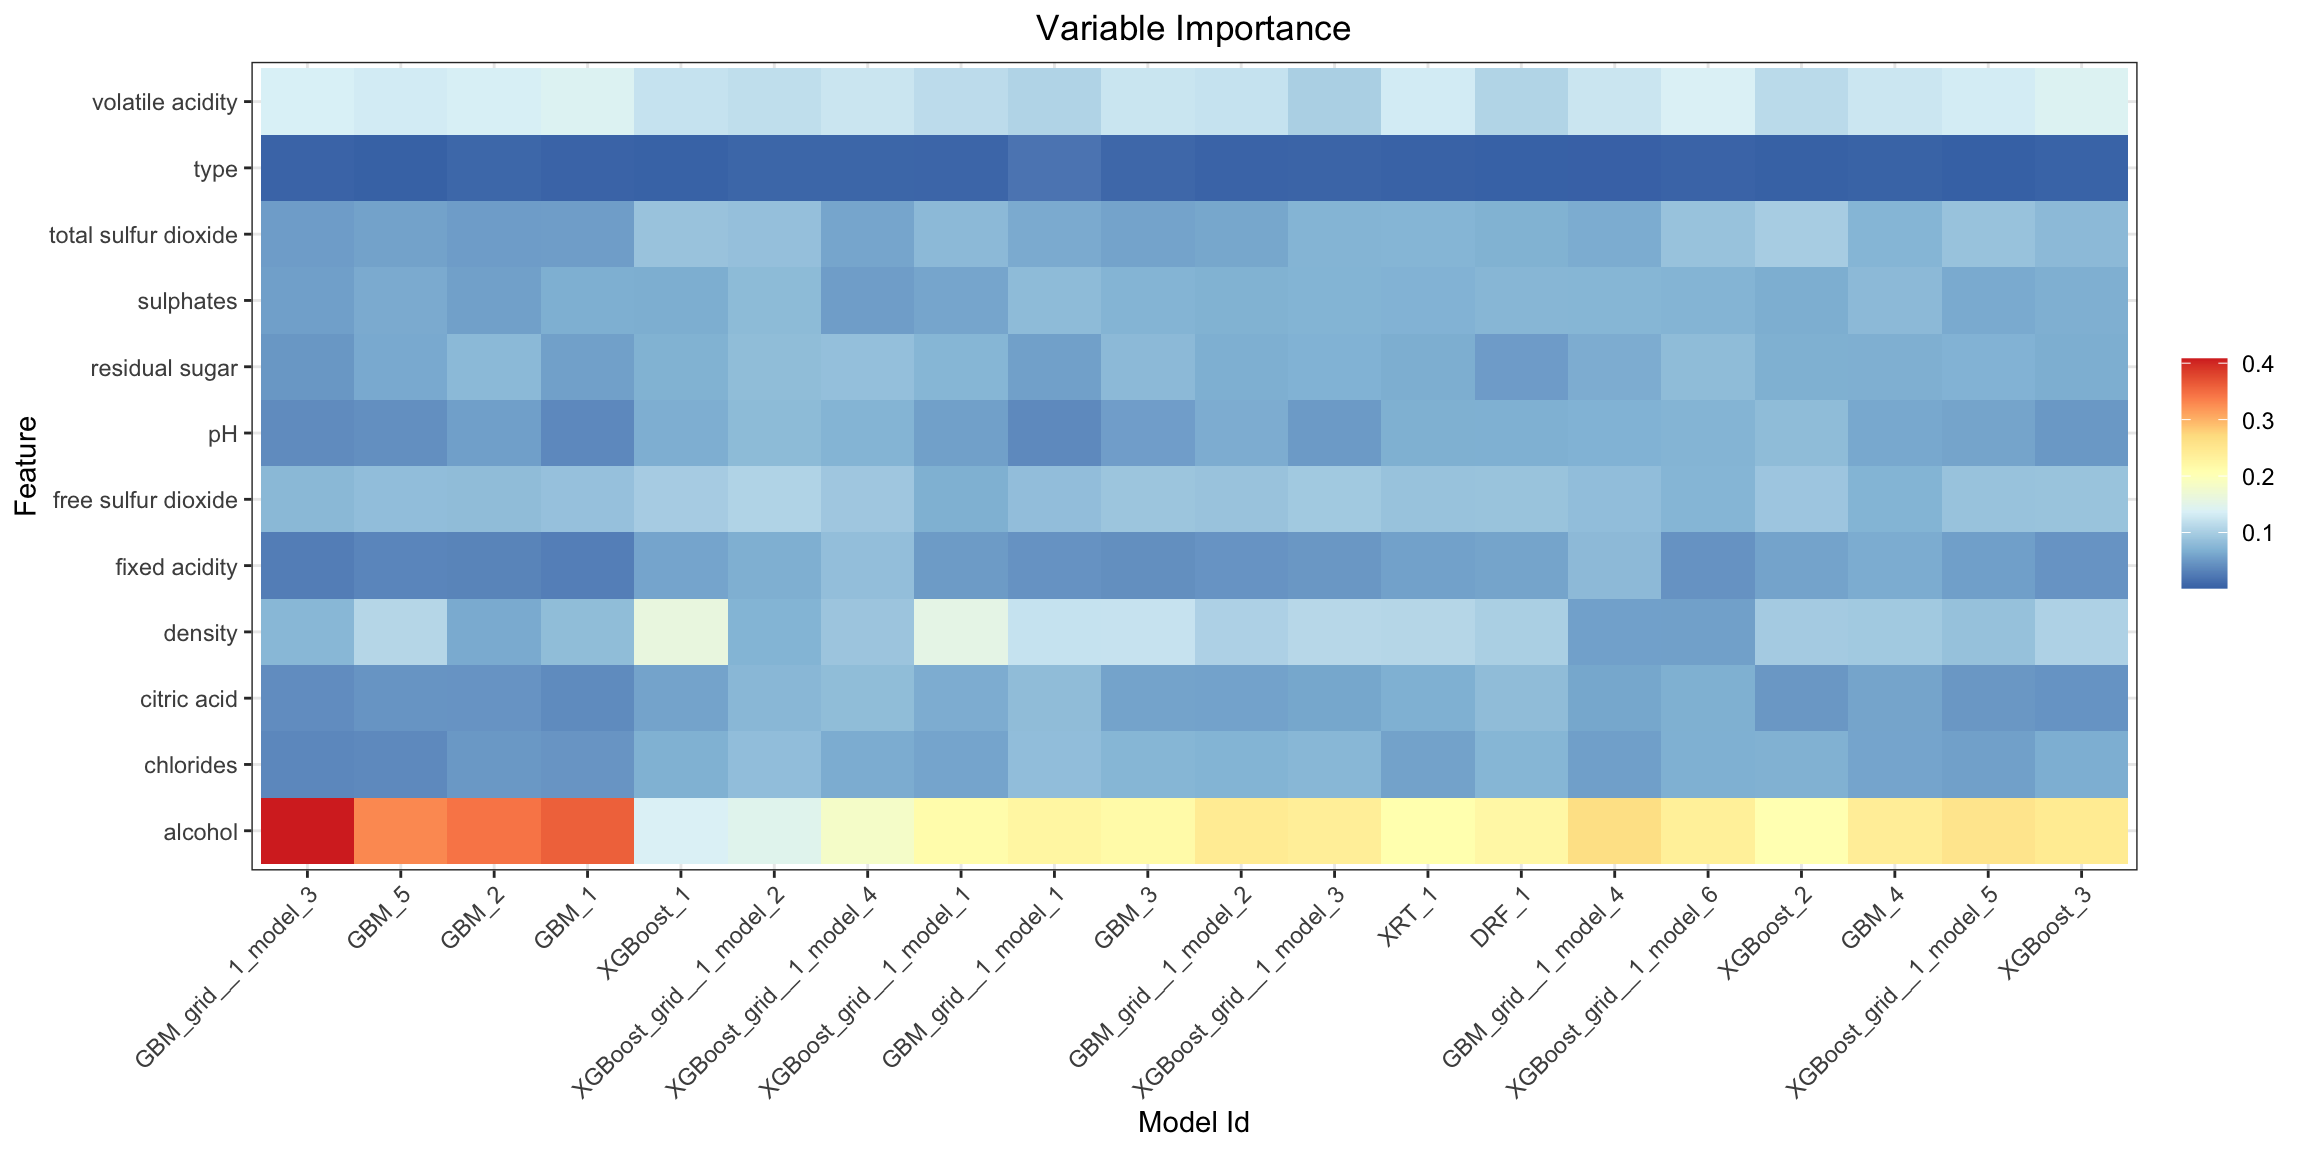 Variable Importance
Feature
volatile acidity
type
total sulfur dioxide
sulphates
residual sugar
pH
free sulfur dioxide
fixed acidity
density
citric acid
chlorides
alcohol
GBM_grid__1_model_3
GBM_5
GBM_2
GBM_1
XGBoost_1
XGBoost_grid__1_model_2
XGBoost_grid__1_model_4
XGBoost_grid__1_model_1
GBM_grid__1_model_1
GBM_3
GBM_grid__1_model_2
XGBoost_grid__1_model_3
XRT_1
DRF_1
GBM_grid__1_model_4
XGBoost_grid__1_model_6
XGBoost_2
GBM_4
XGBoost_grid__1_model_5
XGBoost_3
Model Id
0.4
0.3
0.2
0.1